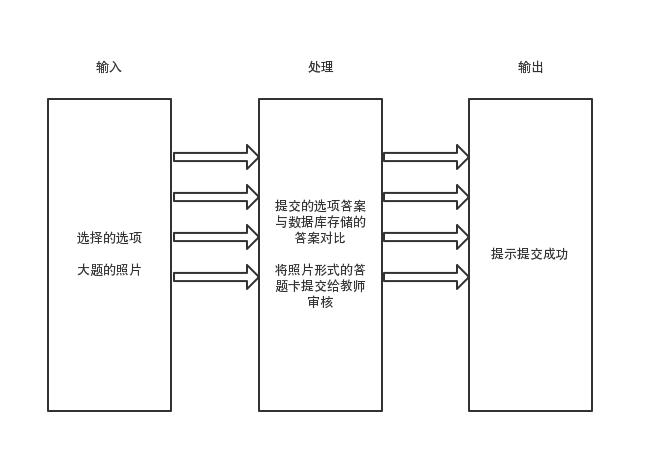 输入
处理
输出
选择的选项
大题的照片
提交的选项答案
与数据库存储的
答案对比
将照片形式的答
题卡提交给教师
审核
提示提交成功